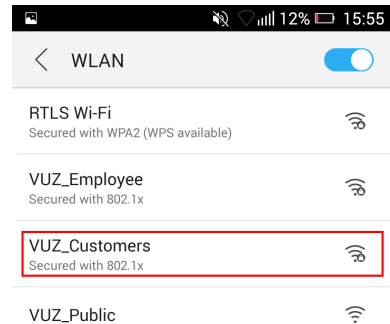 12% 15:55
WLAN
RTLS Wi-Fi
Secured with WPA2 (WPS available)
VUZ_Employee
Secured with 802.1x
VUZ_Customers
Secured with 802.1x
VUZ_Public